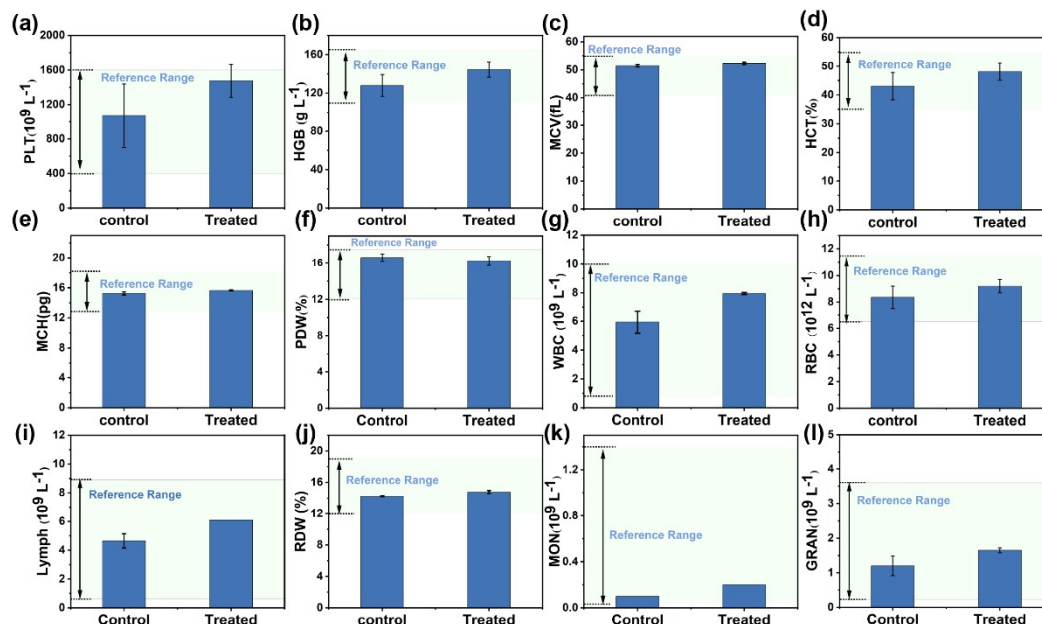 (a)
2000
1600
1200
800
400
0
PLT(10⁹ L⁻¹)
Reference Range
control
Treated
(b)
160
120
80
40
0
HGB (g L⁻¹)
Reference Range
control
Treated
(c)
60
50
40
30
20
10
0
MCV(fL)
Reference Range
control
Treated
(d)
60
50
40
30
20
10
0
HCT(%)
Reference Range
control
Treated
(e)
20
16
12
8
4
0
MCH(pg)
Reference Range
control
Treated
(f)
16
12
8
4
0
PDW(%)
Reference Range
Control
Treated
(g)
12
10
8
6
4
2
0
WBC (10⁹ L⁻¹)
Reference Range
control
Treated
(h)
12
10
8
6
4
2
0
RBC (10¹² L⁻¹)
Reference Range
control
Treated
(i)
12
11
9
8
6
5
3
2
0
Lymph (10⁹ L⁻¹)
Reference Range
Control
Treated
(j)
20
16
12
8
4
0
RDW (%)
Reference Range
Control
Treated
(k)
1.2
0.8
0.4
0.0
MON(10⁹ L⁻¹)
Reference Range
Control
Treated
(l)
5
4
3
2
1
0
GRAN(10⁹ L⁻¹)
Reference Range
Control
Treated